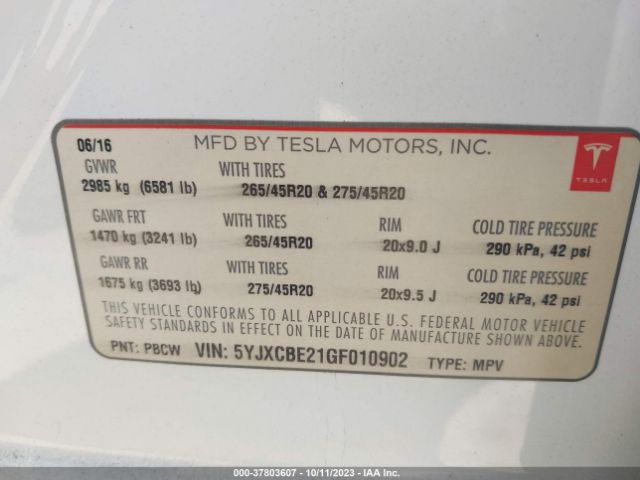 06/16 MFD BY TESLA MOTORS, INC.
TESLA
GVWR WITH TIRES
2985 kg (6581 lb) 265/45R20 & 275/45R20
GAWR FRT WITH TIRES RIM COLD TIRE PRESSURE
1470 kg (3241 lb) 265/45R20 20x9.0 J 290 kPa, 42 psi
GAWR RR WITH TIRES RIM COLD TIRE PRESSURE
1675 kg (3693 lb) 275/45R20 20x9.5 J 290 kPa, 42 psi
THIS VEHICLE CONFORMS TO ALL APPLICABLE U.S. FEDERAL MOTOR VEHICLE
SAFETY STANDARDS IN EFFECT ON THE DATE OF MANUFACTURE SHOWN ABOVE.
PNT: PBCW VIN: 5YJXCBE21GF010902 TYPE: MPV
000-37803607 - 10/11/2023 - IAA Inc.